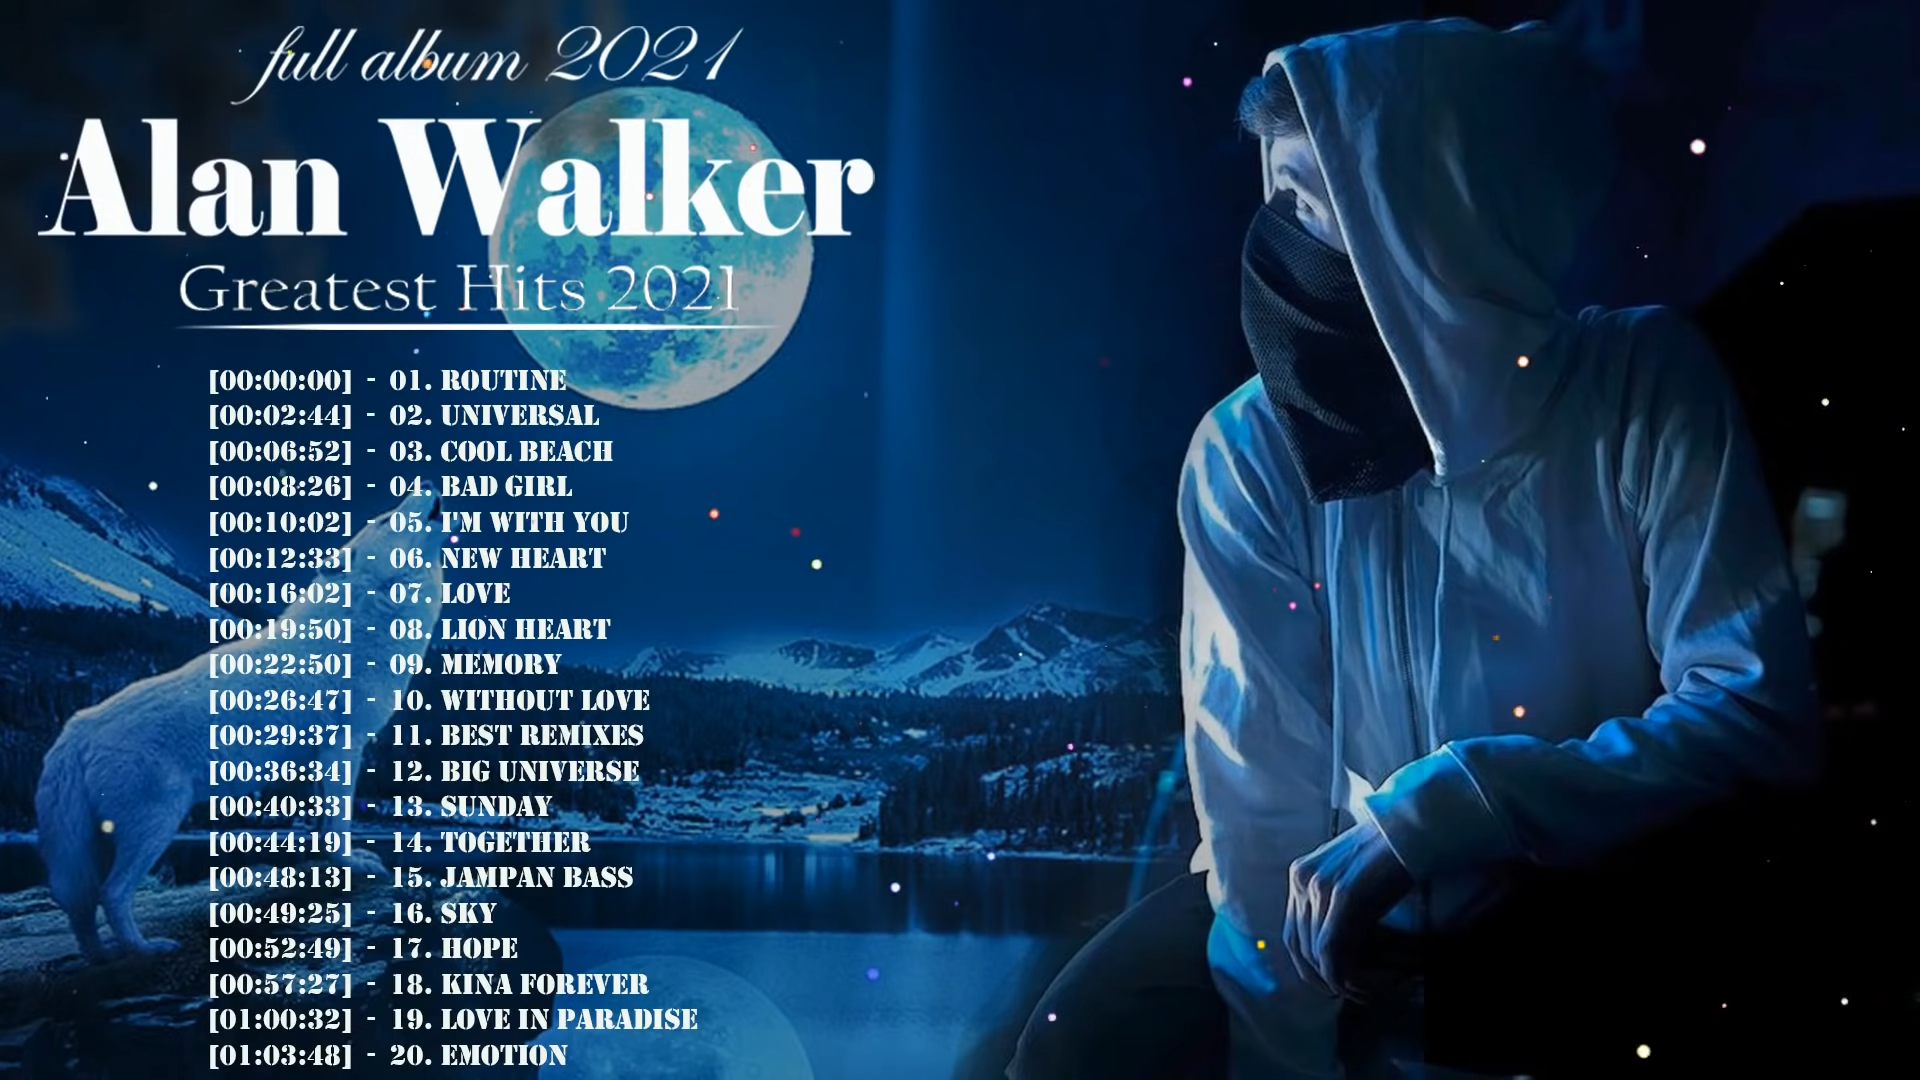 full album 2021
Alan Walker
Greatest Hits 2021
[00:00:00] - 01. ROUTINE
[00:02:44] - 02. UNIVERSAL
[00:06:52] - 03. COOL BEACH
[00:08:26] - 04. BAD GIRL
[00:10:02] - 05. I'M WITH YOU
[00:12:33] - 06. NEW HEART
[00:16:02] - 07. LOVE
[00:19:50] - 08. LION HEART
[00:22:50] - 09. MEMORY
[00:26:47] - 10. WITHOUT LOVE
[00:29:37] - 11. BEST REMIXES
[00:36:34] - 12. BIG UNIVERSE
[00:40:33] - 13. SUNDAY
[00:44:19] - 14. TOGETHER
[00:48:13] - 15. JAMPAN BASS
[00:49:25] - 16. SKY
[00:52:49] - 17. HOPE
[00:57:27] - 18. KINA FOREVER
[01:00:32] - 19. LOVE IN PARADISE
[01:03:48] - 20. EMOTION